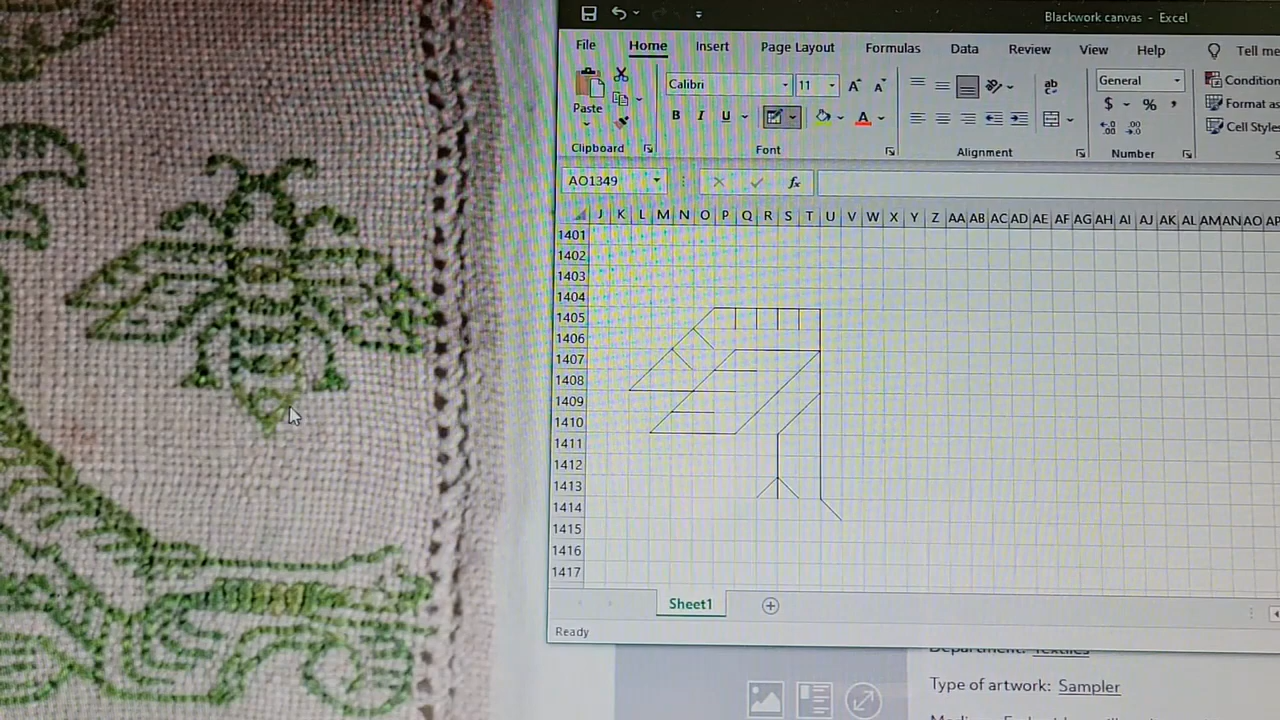 Blackwork canvas - Excel
File Home Insert Page Layout Formulas Data Review View Help Tell me
Paste
Calibri 11
B I U A
ab
General
$ % ,
Condition
Format as
Cell Style
Clipboard Font Alignment Number
AO1349 fx
J K L M N O P Q R S T U V W X Y Z AA AB AC AD AE AF AG AH AI AJ AK AL AM AN AO AP
1401
1402
1403
1404
1405
1406
1407
1408
1409
1410
1411
1412
1413
1414
1415
1416
1417
Sheet1
Ready
Type of artwork: Sampler